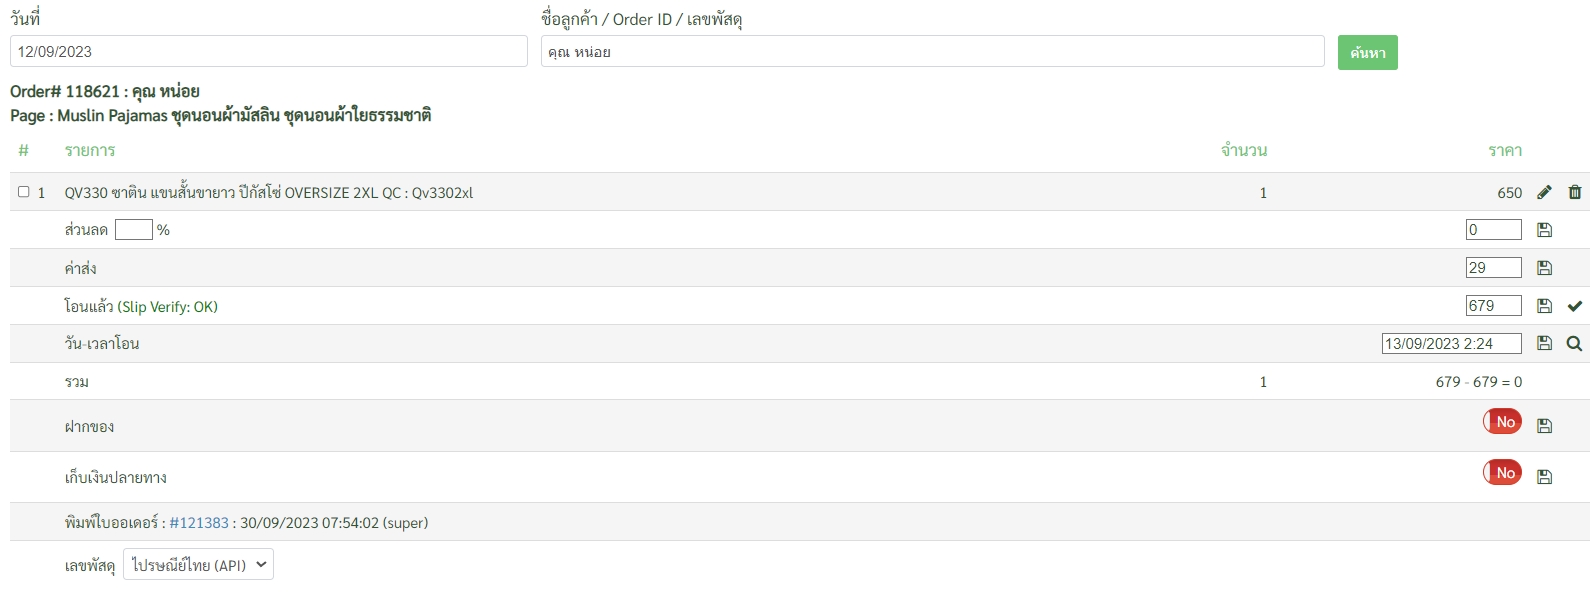 วันที่ ชื่อลูกค้า / Order ID / เลขพัสดุ
12/09/2023 คุณ หน่อย ค้นหา
Order# 118621 : คุณ หน่อย
Page : Muslin Pajamas ชุดนอนผ้ามัสลิน ชุดนอนผ้าใยธรรมชาติ
# รายการ จำนวน ราคา
1 QV330 ซาติน แขนสั้นขายาว ปีกัสโซ่ OVERSIZE 2XL QC : Qv3302xl 1 650
ส่วนลด % 0
ค่าส่ง 29
โอนแล้ว (Slip Verify: OK) 679
วัน-เวลาโอน 13/09/2023 2:24
รวม 1 679 - 679 = 0
ฝากของ No
เก็บเงินปลายทาง No
พิมพ์ใบออเดอร์ : #121383 : 30/09/2023 07:54:02 (super)
เลขพัสดุ ไปรษณีย์ไทย (API)